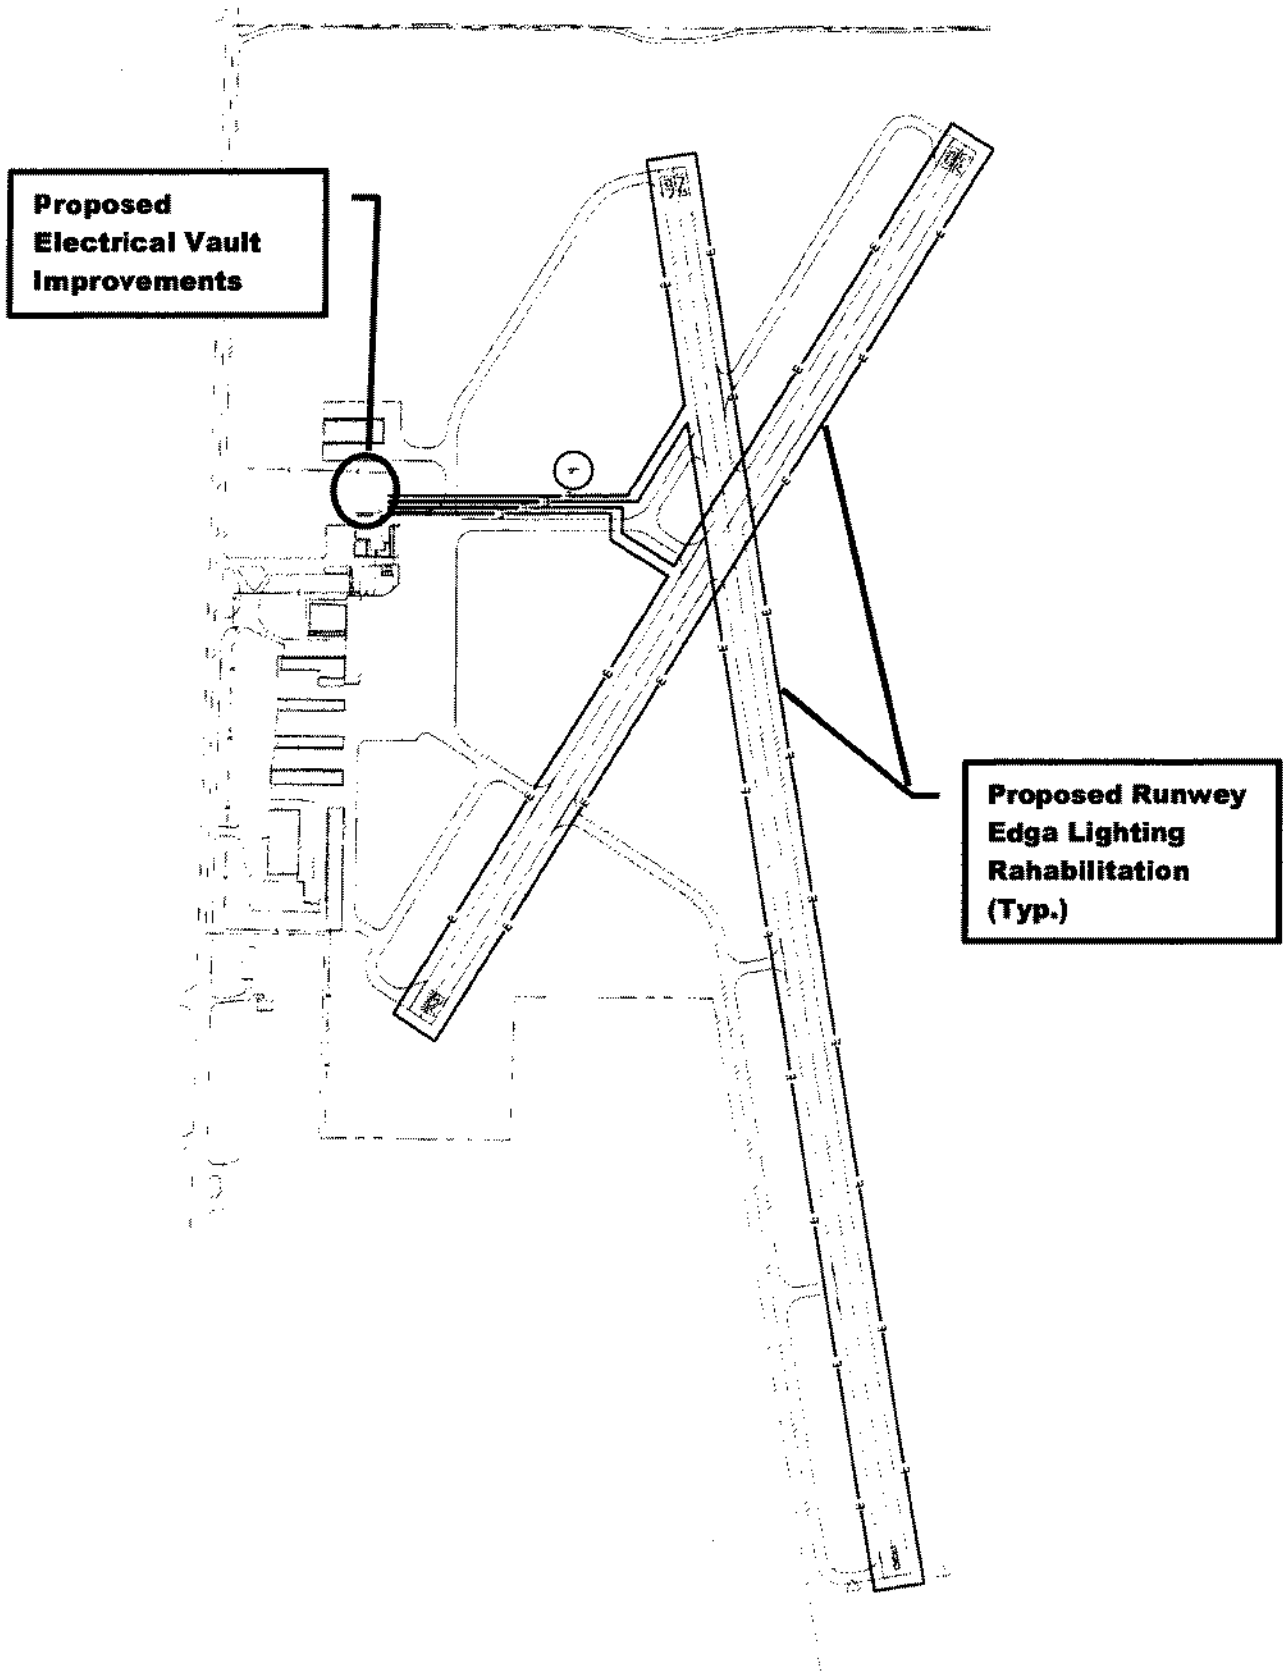 Proposed
Electrical Vault
Improvements
Proposed Runwey
Edga Lighting
Rahabilitation
(Typ.)